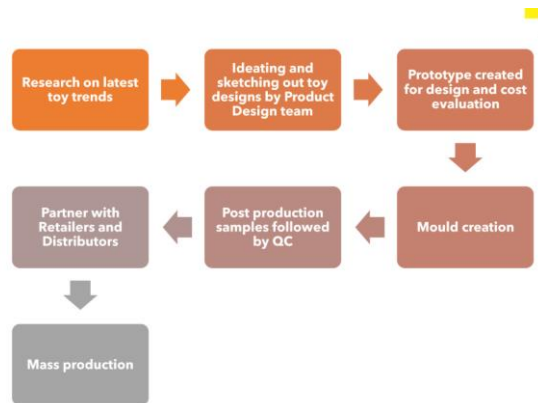 Research on latest
toy trends
Ideating and
sketching out toy
designs by Product
Design team
Prototype created
for design and cost
evaluation
Mould creation
Post production
samples followed
by QC
Partner with
Retailers and
Distributors
Mass production